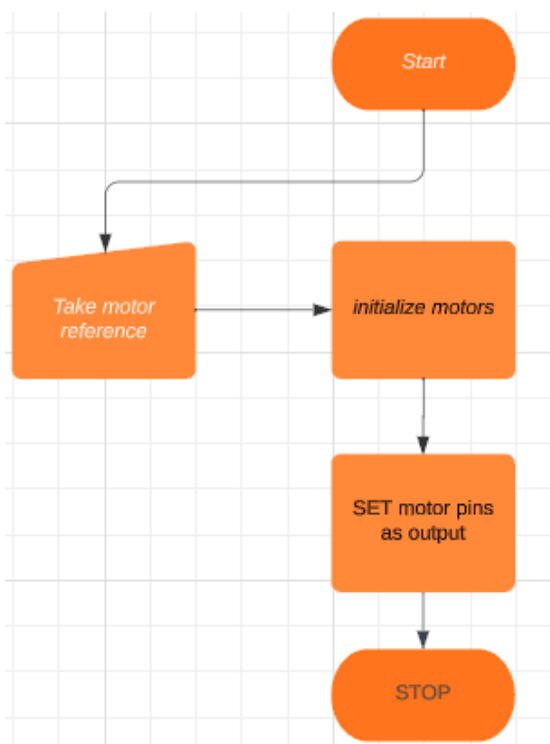 Start
Take motor
reference
initialize motors
SET motor pins
as output
STOP